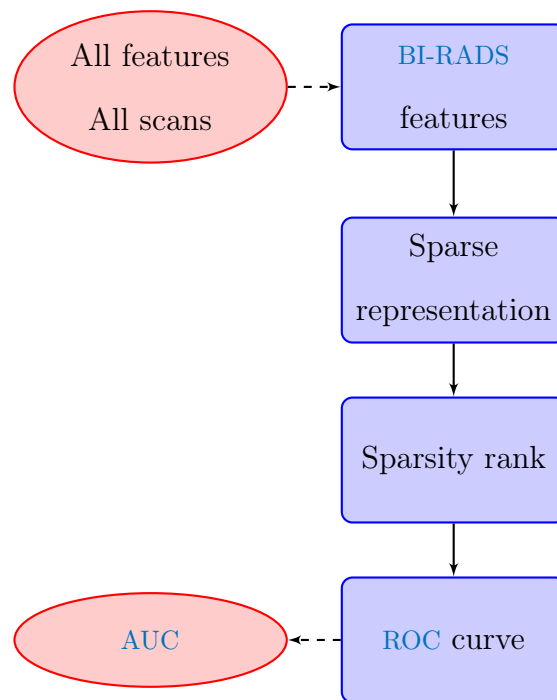 All features
All scans
BI-RADS
features
Sparse
representation
Sparsity rank
ROC curve
AUC